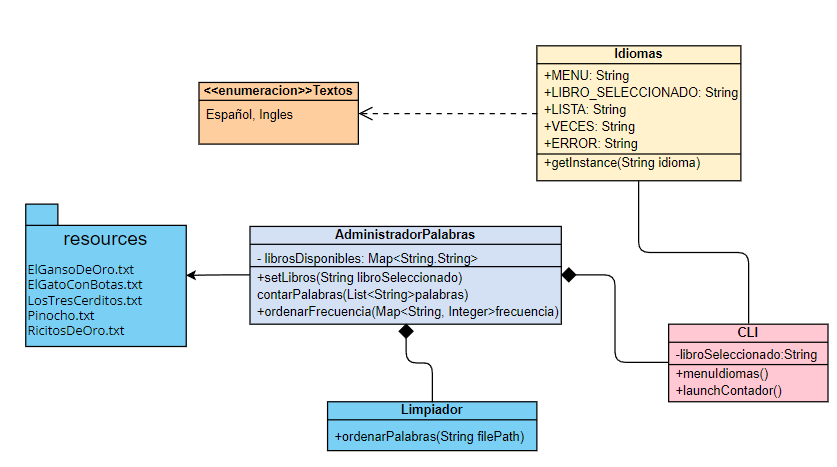 Idiomas
+MENU: String
+LIBRO_SELECCIONADO: String
+LISTA: String
+VECES: String
+ERROR: String
+getInstance(String idioma)
<<enumeracion>>Textos
Español, Ingles
resources
ElGansoDeOro.txt
ElGatoConBotas.txt
LosTresCerditos.txt
Pinocho.txt
RicitosDeOro.txt
AdministradorPalabras
- librosDisponibles: Map<String.String>
+setLibros(String libroSeleccionado)
contarPalabras(List<String>palabras)
+ordenarFrecuencia(Map<String, Integer>frecuencia)
CLI
-libroSeleccionado:String
+menuIdiomas()
+launchContador()
Limpiador
+ordenarPalabras(String filePath)